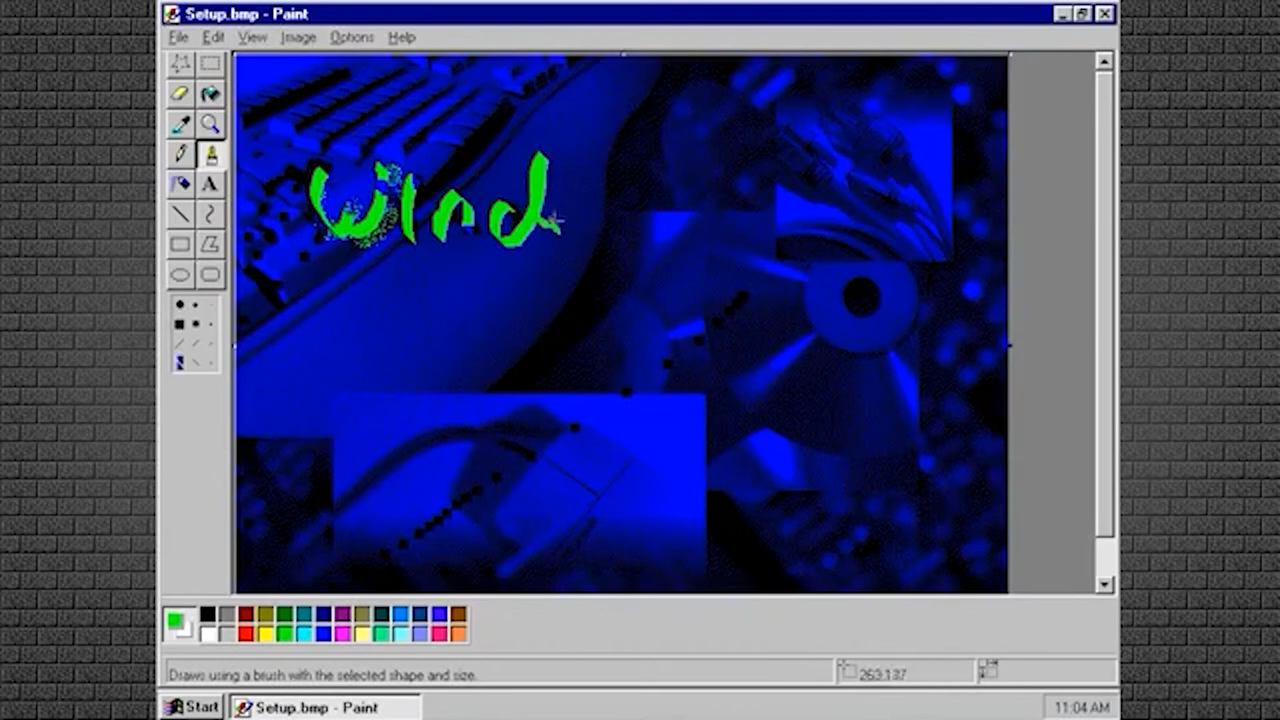 Setup.bmp - Paint
File Edit View Image Options Help
A
Wind
Draws using a brush with the selected shape and size.
263,137
Start
Setup.bmp - Paint
11:04 AM